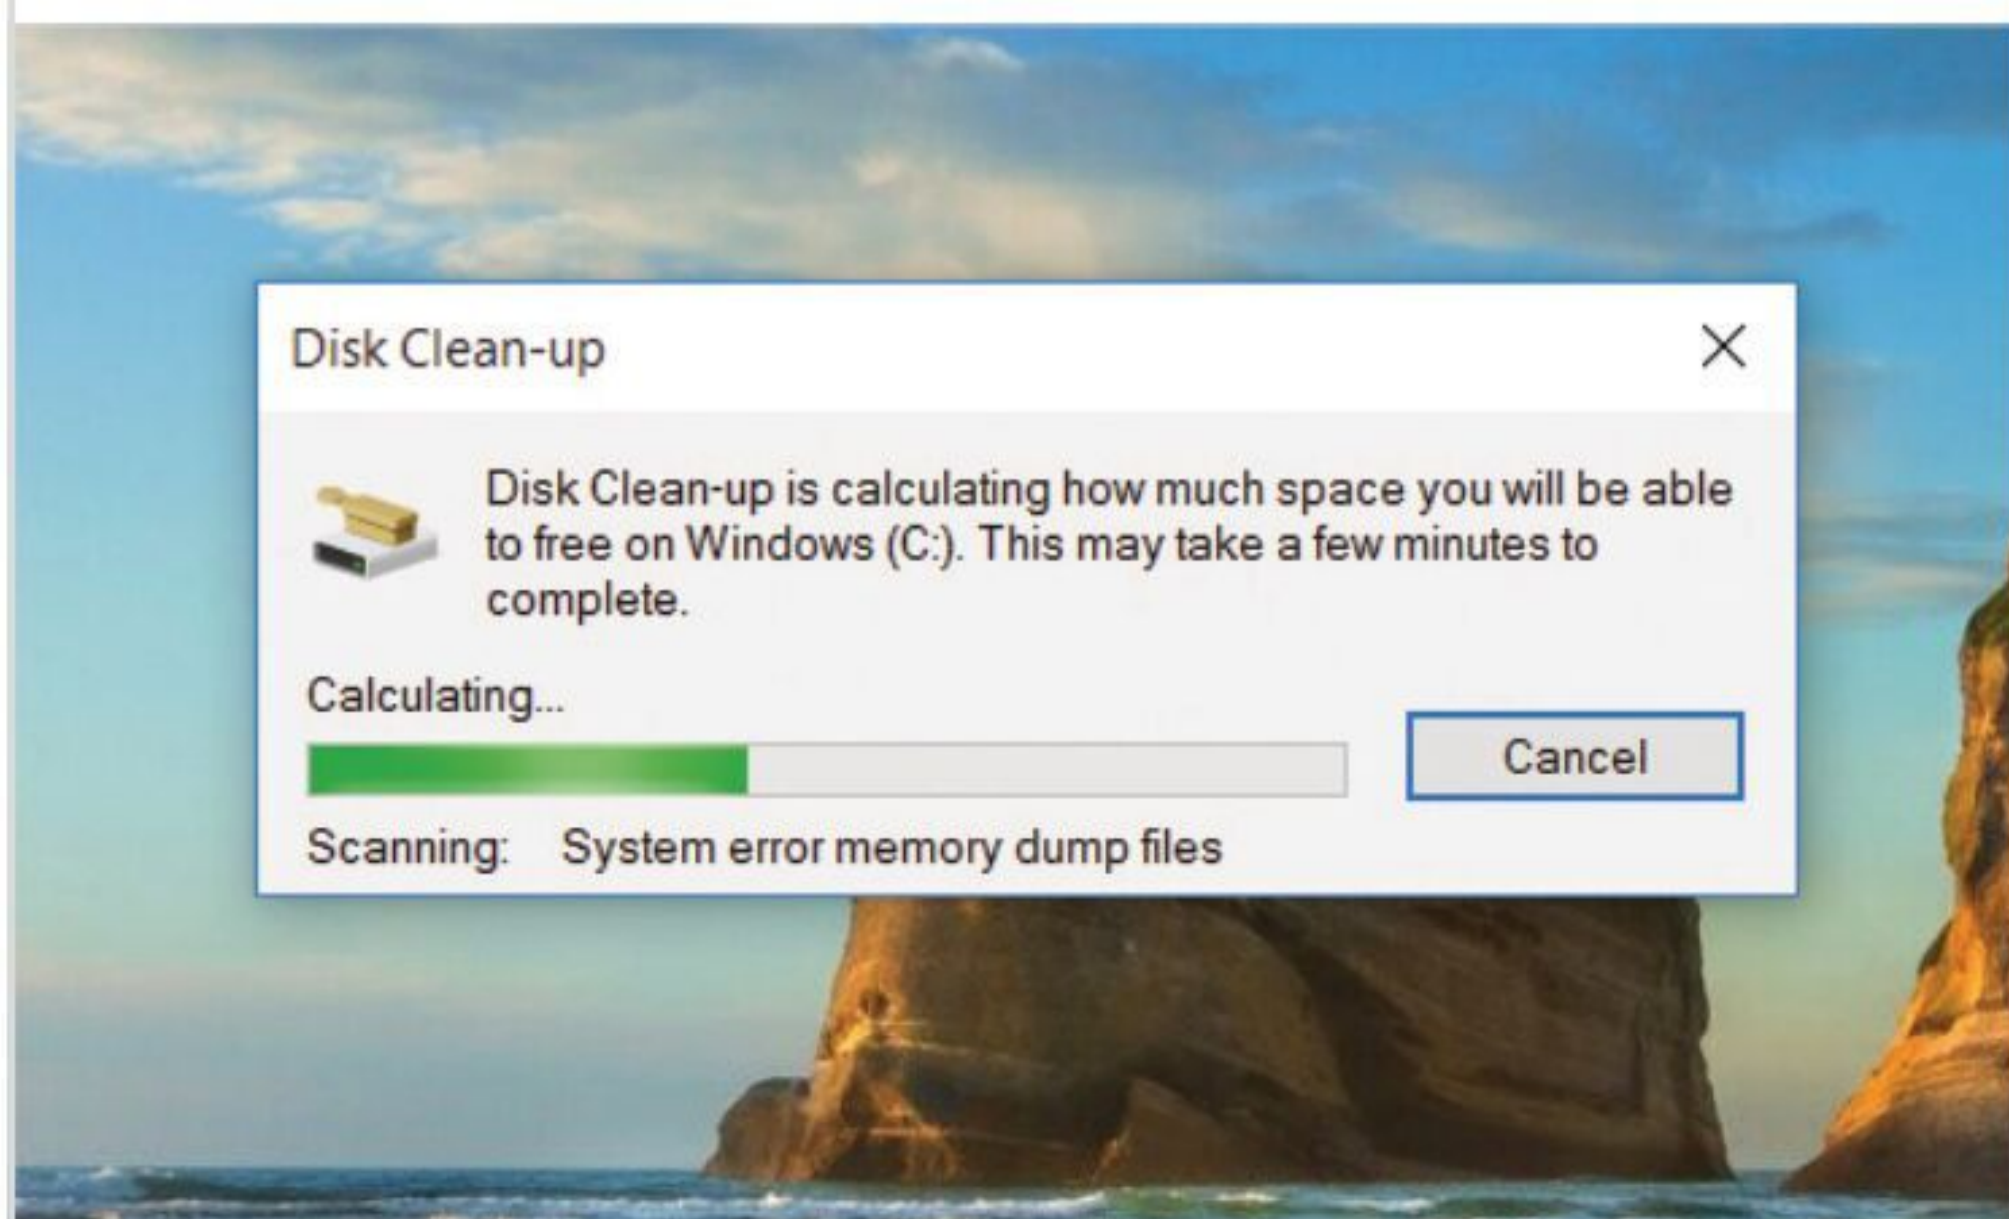 Disk Clean-up
Disk Clean-up is calculating how much space you will be able
to free on Windows (C:). This may take a few minutes to
complete.
Calculating...
Cancel
Scanning: System error memory dump files